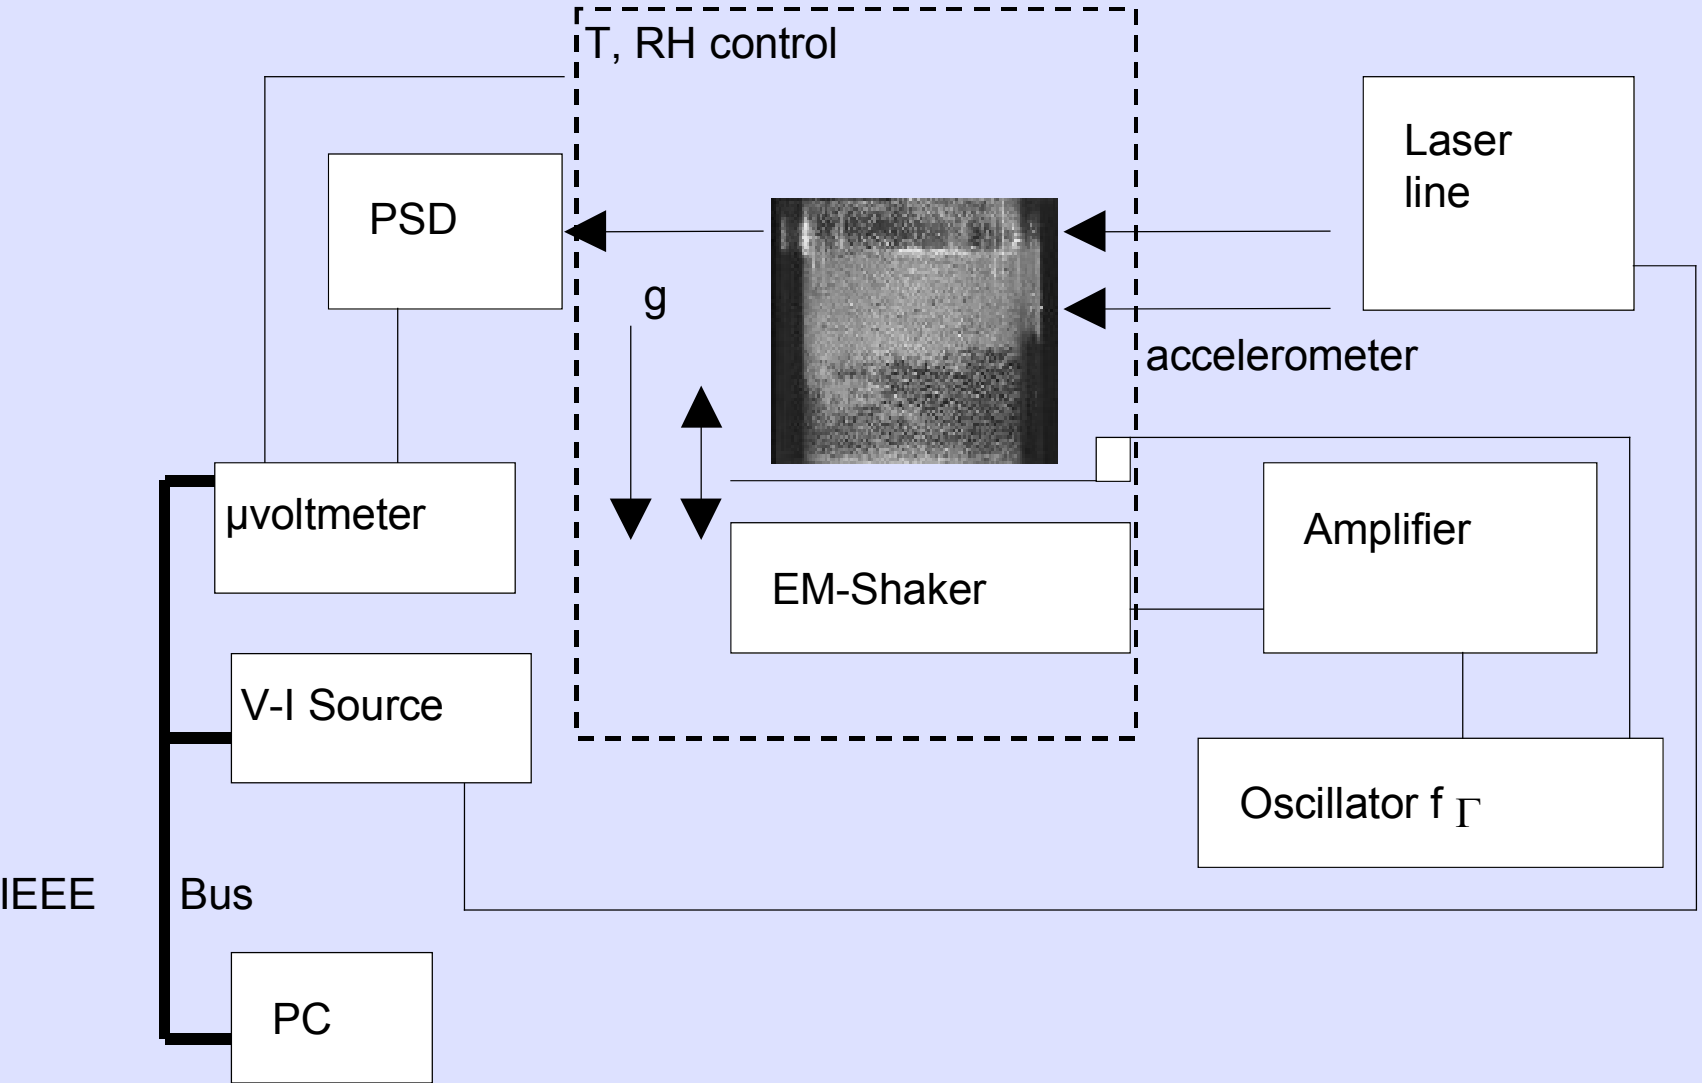 T, RH control
Laser
line
PSD
g
accelerometer
µvoltmeter
Amplifier
EM-Shaker
V-I Source
Oscillator f Γ
IEEE Bus
PC